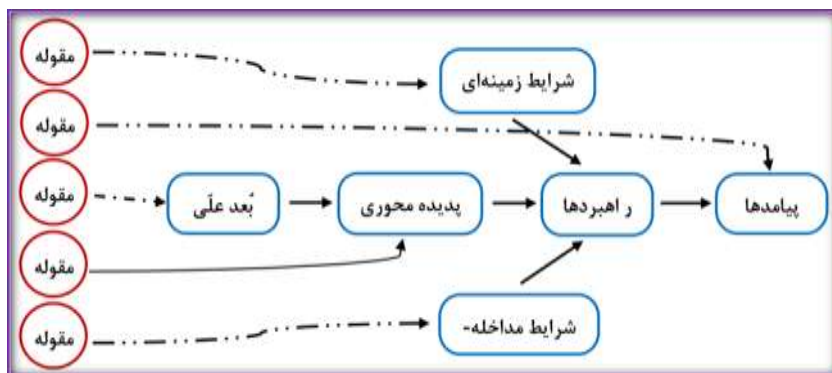 مقوله
شرایط زمینه‌ای
مقوله
مقوله
بُعد علّی
پدیده محوری
ر اهبردها
پیامدها
مقوله
شرایط مداخله-
مقوله